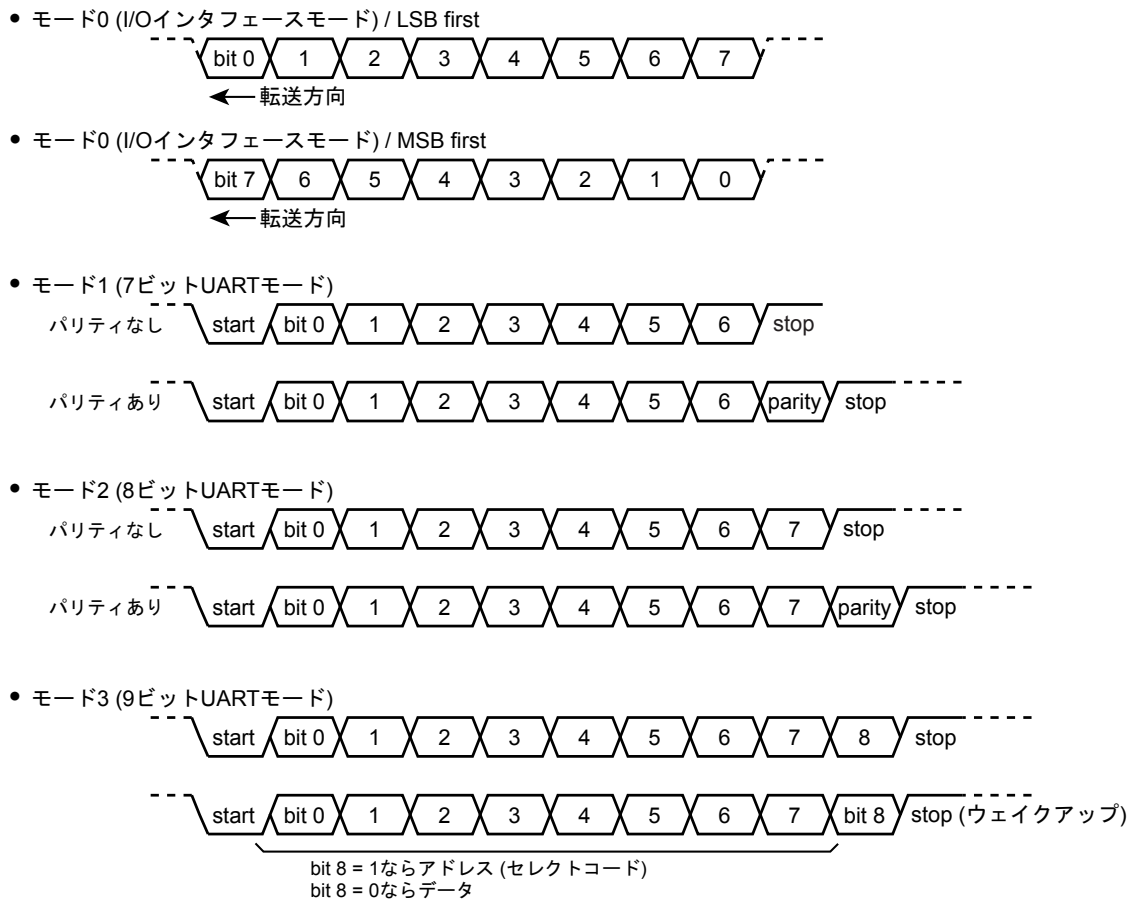 • モード0 (I/Oインタフェースモード) / LSB first
bit 0 1 2 3 4 5 6 7
転送方向
• モード0 (I/Oインタフェースモード) / MSB first
bit 7 6 5 4 3 2 1 0
転送方向
• モード1 (7ビットUARTモード)
パリティなし start bit 0 1 2 3 4 5 6 stop
パリティあり start bit 0 1 2 3 4 5 6 parity stop
• モード2 (8ビットUARTモード)
パリティなし start bit 0 1 2 3 4 5 6 7 stop
パリティあり start bit 0 1 2 3 4 5 6 7 parity stop
• モード3 (9ビットUARTモード)
start bit 0 1 2 3 4 5 6 7 8 stop
start bit 0 1 2 3 4 5 6 7 bit 8 stop (ウェイクアップ)
bit 8 = 1ならアドレス (セレクトコード)
bit 8 = 0ならデータ